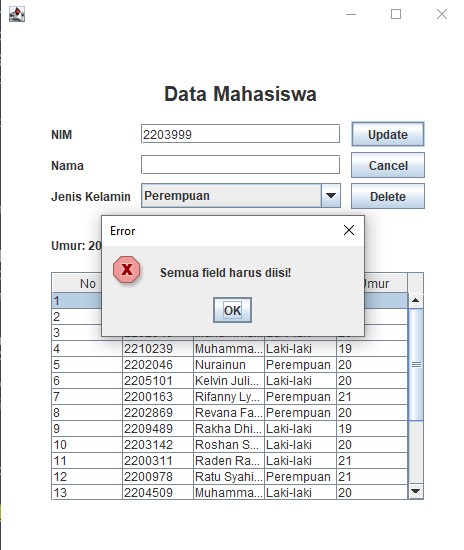 Data Mahasiswa
NIM 2203999 Update
Nama Cancel
Jenis Kelamin Perempuan Delete
Umur: 20
Error
Semua field harus diisi!
OK
No Umur
1
2
3
4 2210239 Muhamma... Laki-laki 19
5 2202046 Nurainun Perempuan 20
6 2205101 Kelvin Juli... Laki-laki 20
7 2200163 Rifanny Ly... Perempuan 21
8 2202869 Revana Fa... Perempuan 20
9 2209489 Rakha Dhi... Laki-laki 19
10 2203142 Roshan S... Laki-laki 20
11 2200311 Raden Ra... Laki-laki 21
12 2200978 Ratu Syahi... Perempuan 21
13 2204509 Muhamma... Laki-laki 20